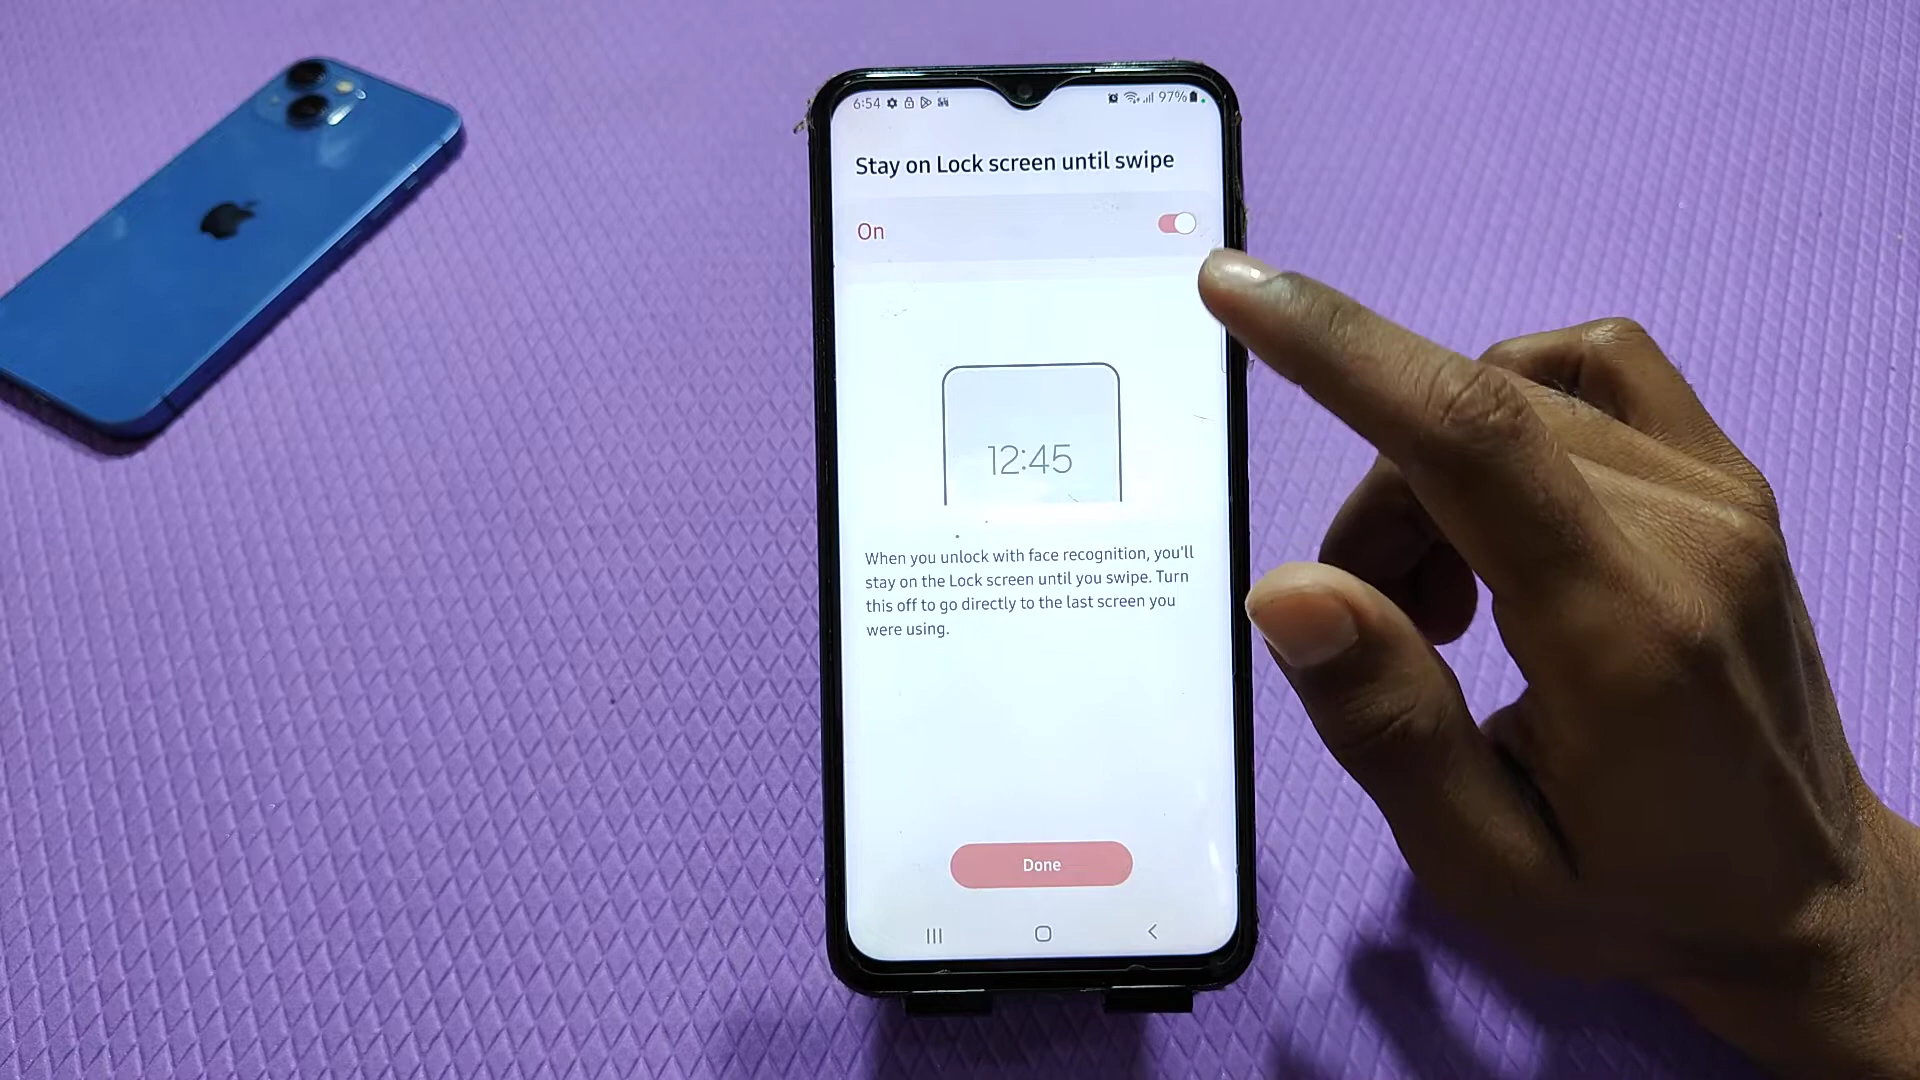 6:54 97%
Stay on Lock screen until swipe
On
12:45
When you unlock with face recognition, you'll
stay on the Lock screen until you swipe. Turn
this off to go directly to the last screen you
were using.
Done